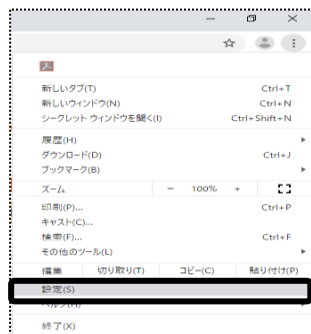 新しいタブ(T) Ctrl+T
新しいウィンドウ(N) Ctrl+N
シークレット ウィンドウを開く(I) Ctrl+Shift+N
履歴(H)
ダウンロード(D) Ctrl+J
ブックマーク(B)
ズーム － 100% +
印刷(P)... Ctrl+P
キャスト(C)...
検索(F)... Ctrl+F
その他のツール(L)
編集 切り取り(T) コピー(C) 貼り付け(P)
設定(S)
ヘルプ(H)
終了(X)